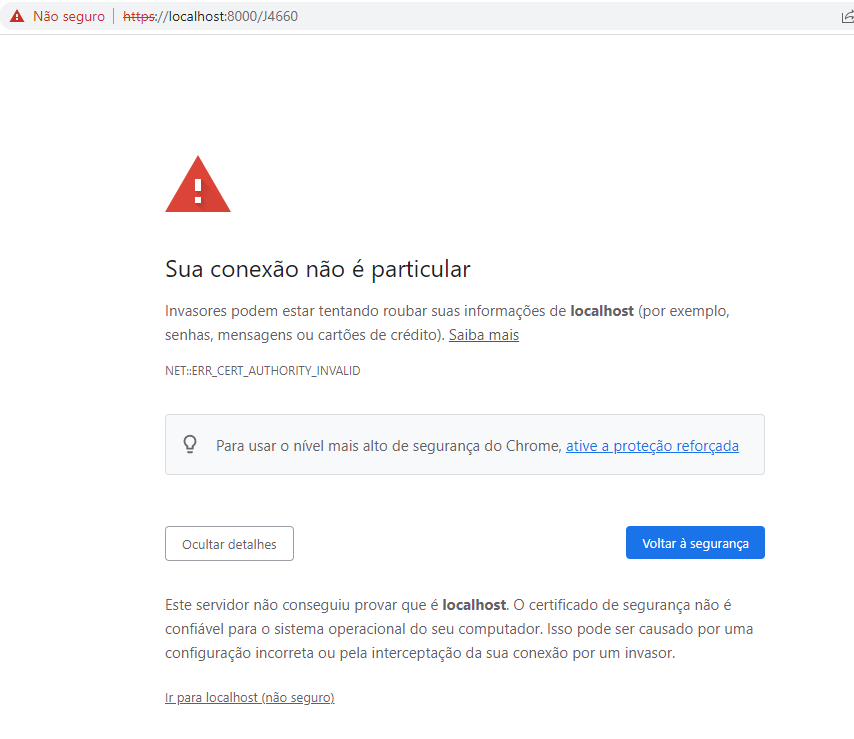 Não seguro https://localhost:8000/J4660
Sua conexão não é particular
Invasores podem estar tentando roubar suas informações de localhost (por exemplo,
senhas, mensagens ou cartões de crédito). Saiba mais
NET::ERR_CERT_AUTHORITY_INVALID
Para usar o nível mais alto de segurança do Chrome, ative a proteção reforçada
Ocultar detalhes
Voltar à segurança
Este servidor não conseguiu provar que é localhost. O certificado de segurança não é
confiável para o sistema operacional do seu computador. Isso pode ser causado por uma
configuração incorreta ou pela interceptação da sua conexão por um invasor.
Ir para localhost (não seguro)